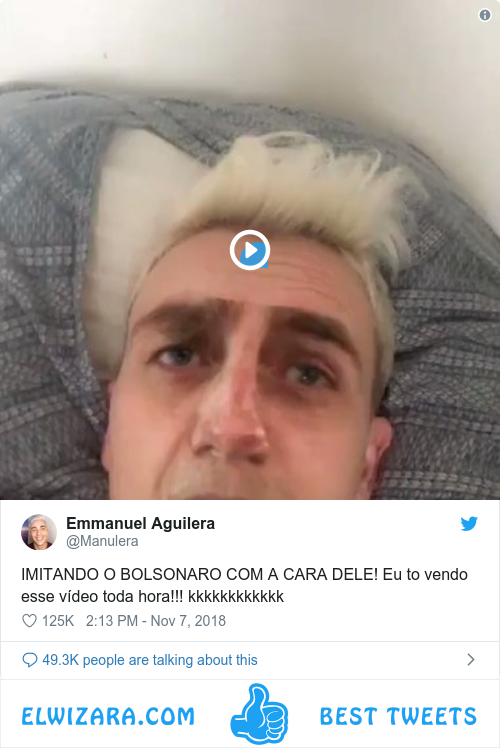 Emmanuel Aguilera
@Manulera
IMITANDO O BOLSONARO COM A CARA DELE! Eu to vendo
esse vídeo toda hora!!! kkkkkkkkkkkk
125K 2:13 PM - Nov 7, 2018
49.3K people are talking about this
ELWIZARA.COM BEST TWEETS